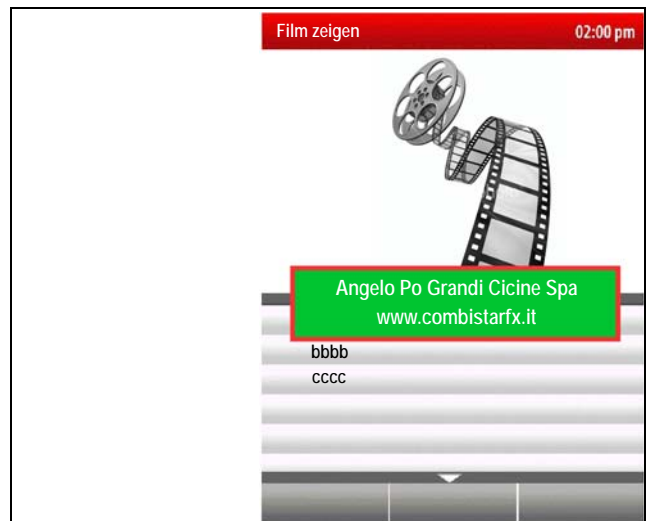 Film zeigen
02:00 pm
Angelo Po Grandi Cicine Spa
www.combistarfx.it
bbbb
cccc